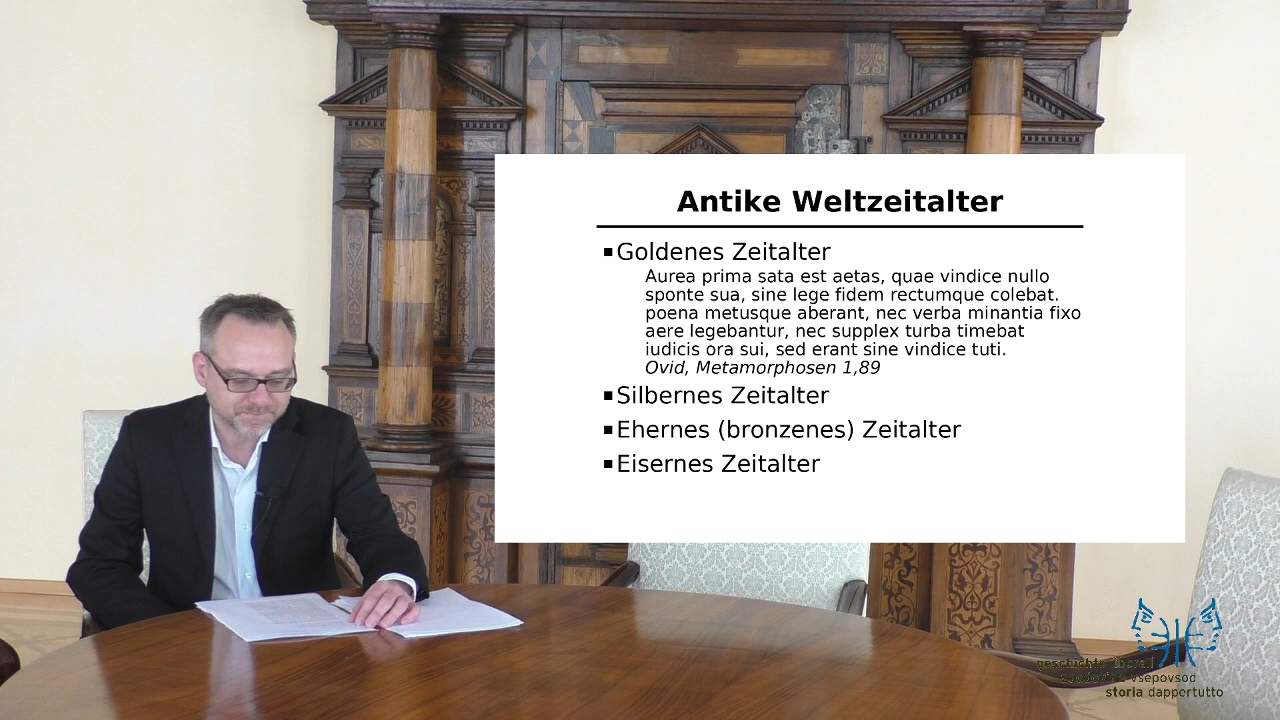 Antike Weltzeitalter
▪Goldenes Zeitalter
Aurea prima sata est aetas, quae vindice nullo
sponte sua, sine lege fidem rectumque colebat.
poena metusque aberant, nec verba minantia fixo
aere legebantur, nec supplex turba timebat
iudicis ora sui, sed erant sine vindice tuti.
Ovid, Metamorphosen 1,89
▪Silbernes Zeitalter
▪Ehernes (bronzenes) Zeitalter
▪Eisernes Zeitalter
geschichte
vsepovsod
storia dappertutto